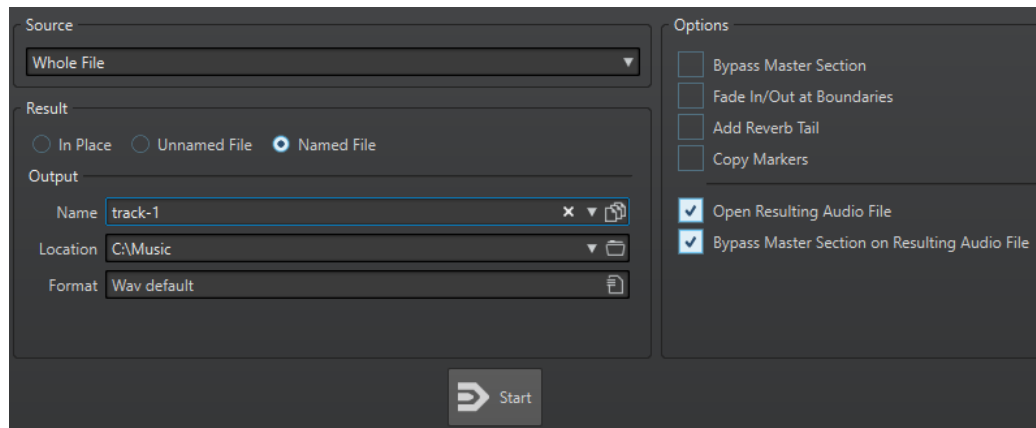 Source
Whole File
Result
In Place Unnamed File Named File
Output
Name track-1
Location C:\Music
Format Wav default
Options
Bypass Master Section
Fade In/Out at Boundaries
Add Reverb Tail
Copy Markers
Open Resulting Audio File
Bypass Master Section on Resulting Audio File
Start